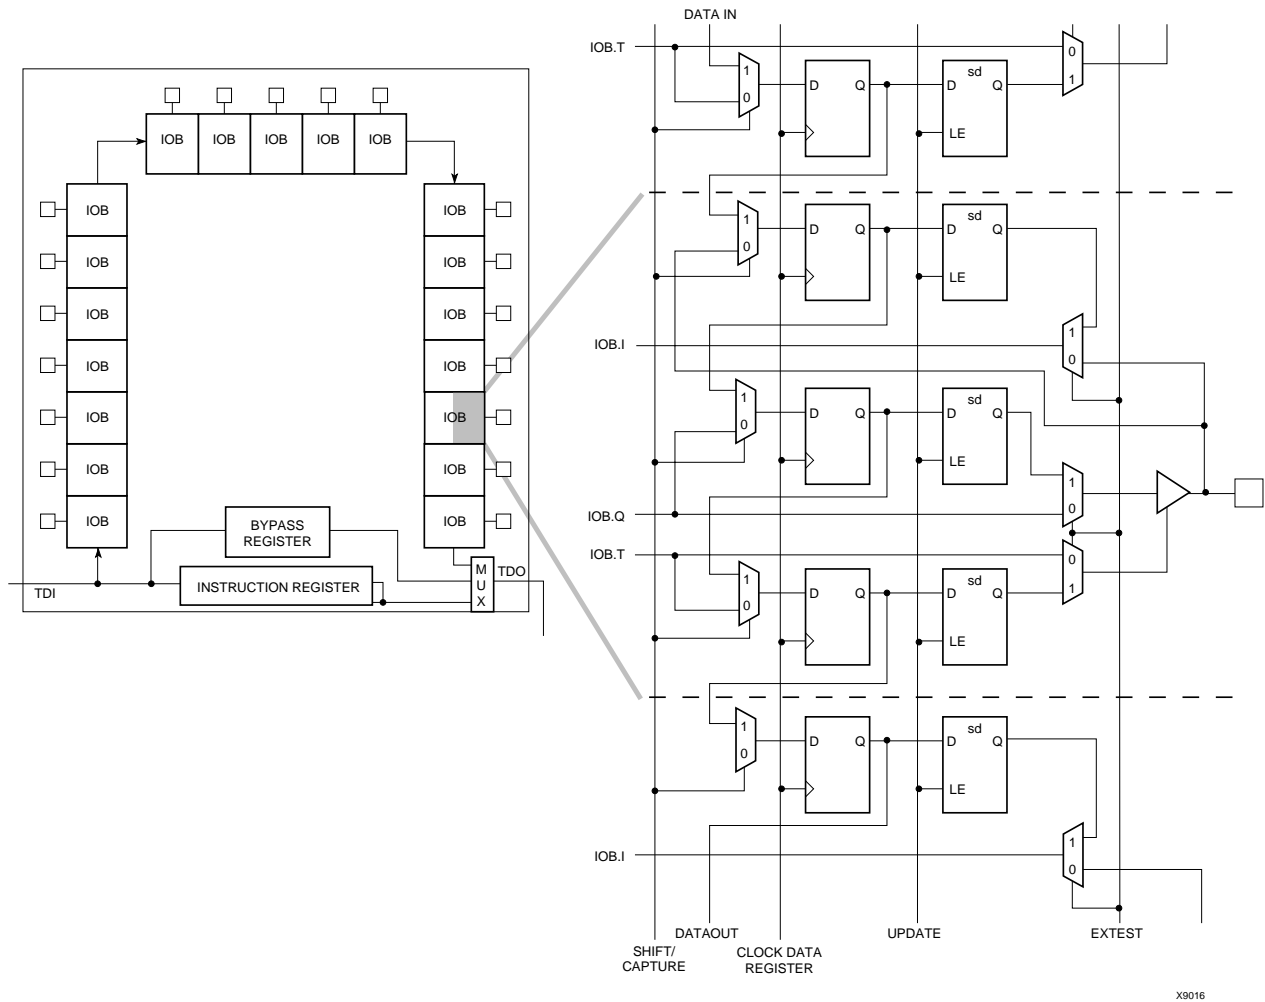 DATA IN
IOB.T
1
0
D Q
LE
sd
D Q
LE
0
1
IOB IOB IOB IOB IOB
IOB
IOB
IOB
IOB
IOB
IOB
IOB
IOB
IOB
IOB
IOB
IOB
IOB
IOB
BYPASS
REGISTER
INSTRUCTION REGISTER
TDI
M
U
X
TDO
1
0
D Q
sd
D Q
LE
IOB.I
1
0
1
0
D Q
sd
D Q
LE
1
0
IOB.Q
IOB.T
0
1
1
0
D Q
sd
D Q
LE
1
0
D Q
sd
D Q
LE
IOB.I
1
0
SHIFT/
CAPTURE
DATAOUT
CLOCK DATA
REGISTER
UPDATE
EXTEST
X9016